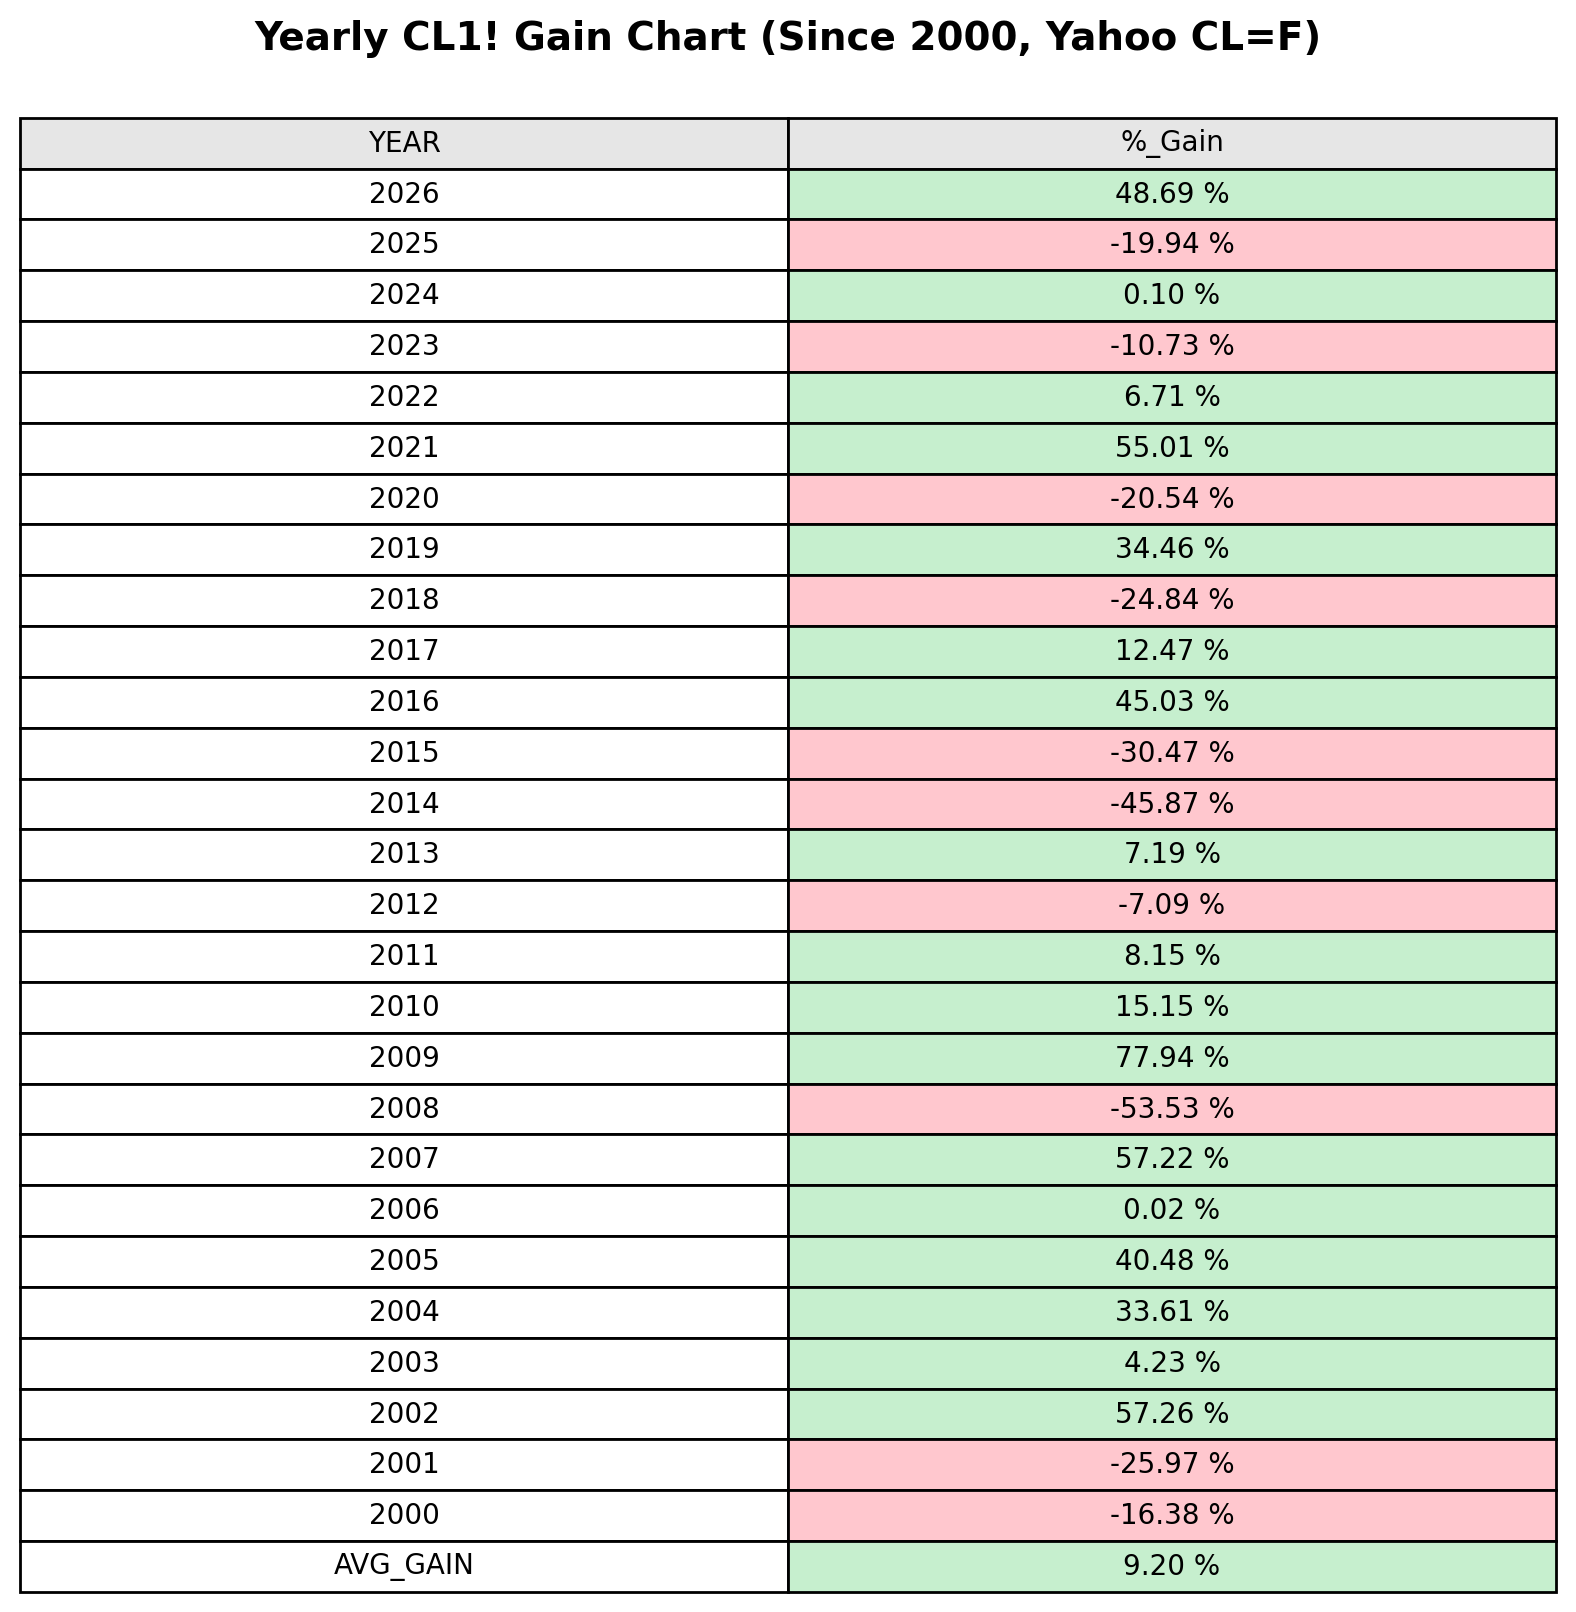 Yearly CL1! Gain Chart (Since 2000, Yahoo CL=F)
YEAR %_Gain
2026 48.69 %
2025 -19.94 %
2024 0.10 %
2023 -10.73 %
2022 6.71 %
2021 55.01 %
2020 -20.54 %
2019 34.46 %
2018 -24.84 %
2017 12.47 %
2016 45.03 %
2015 -30.47 %
2014 -45.87 %
2013 7.19 %
2012 -7.09 %
2011 8.15 %
2010 15.15 %
2009 77.94 %
2008 -53.53 %
2007 57.22 %
2006 0.02 %
2005 40.48 %
2004 33.61 %
2003 4.23 %
2002 57.26 %
2001 -25.97 %
2000 -16.38 %
AVG_GAIN 9.20 %